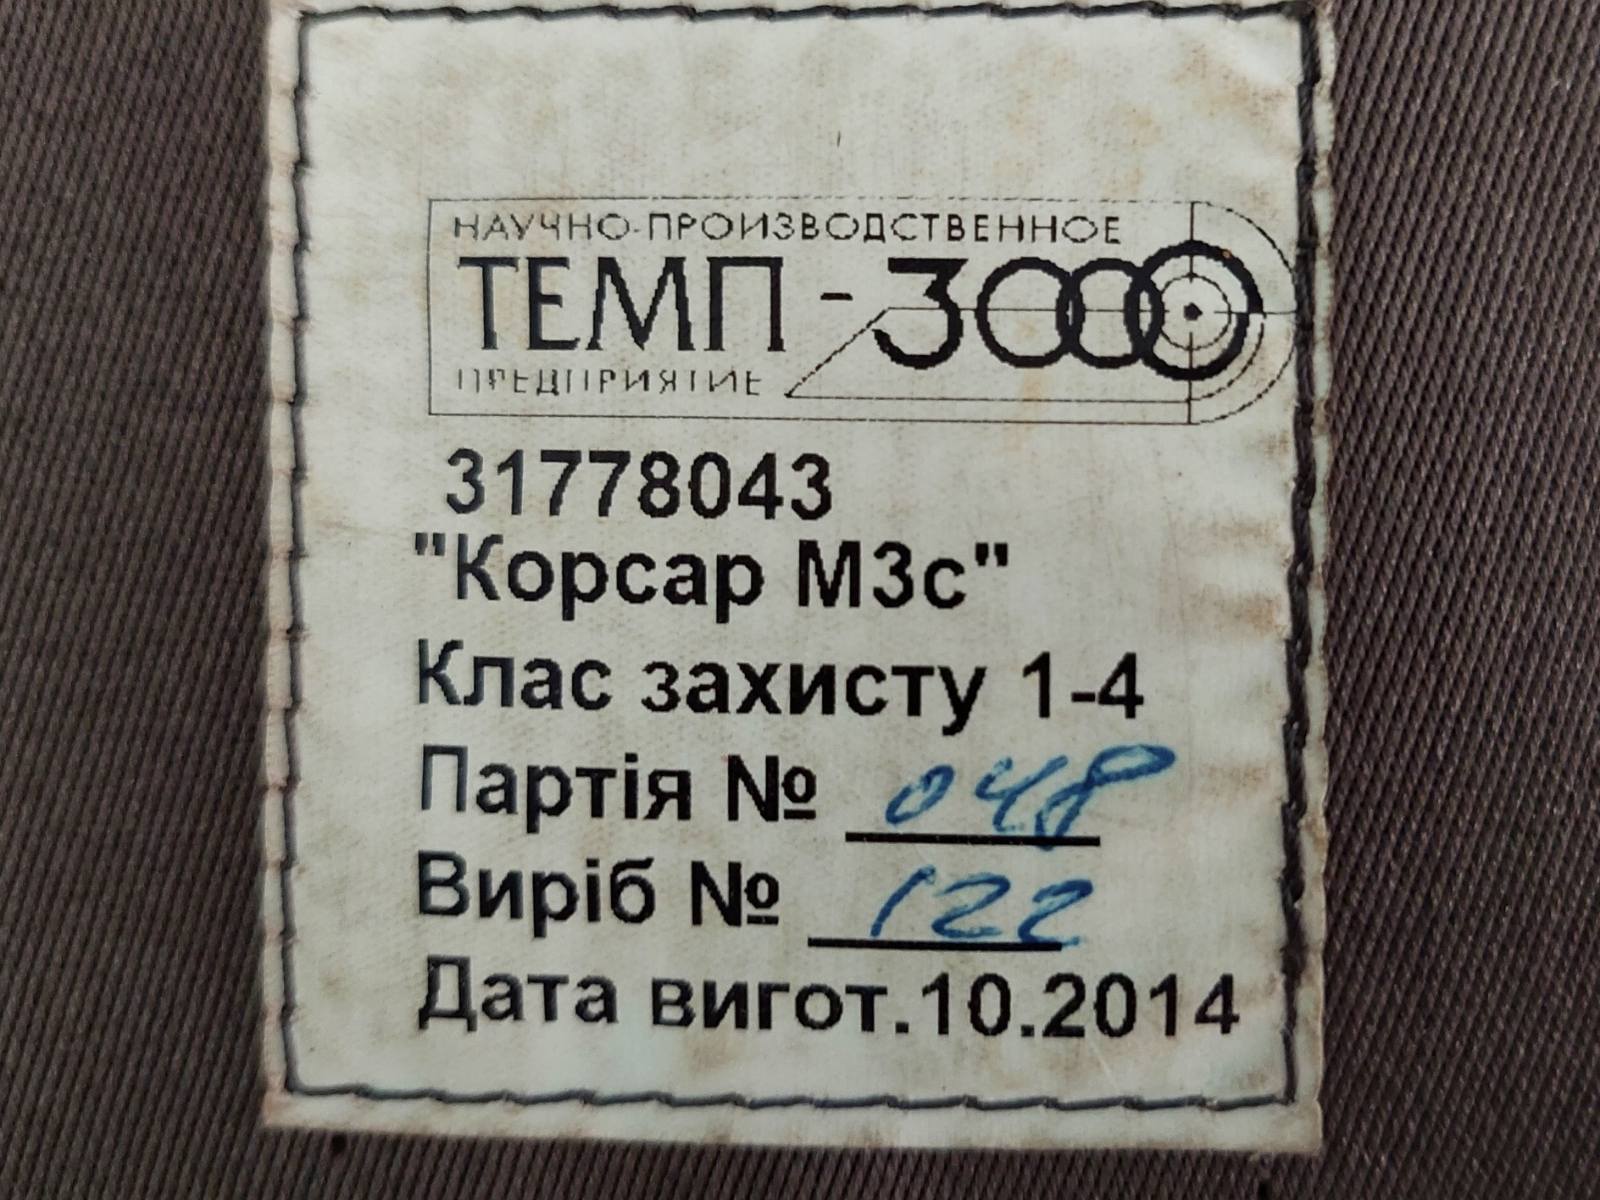 НАУЧНО-ПРОИЗВОДСТВЕННОЕ
ТЕМП-3000
ПРЕДПРИЯТИЕ
31778043
"Корсар М3с"
Клас захисту 1-4
Партія № 048
Виріб № 122
Дата вигот.10.2014